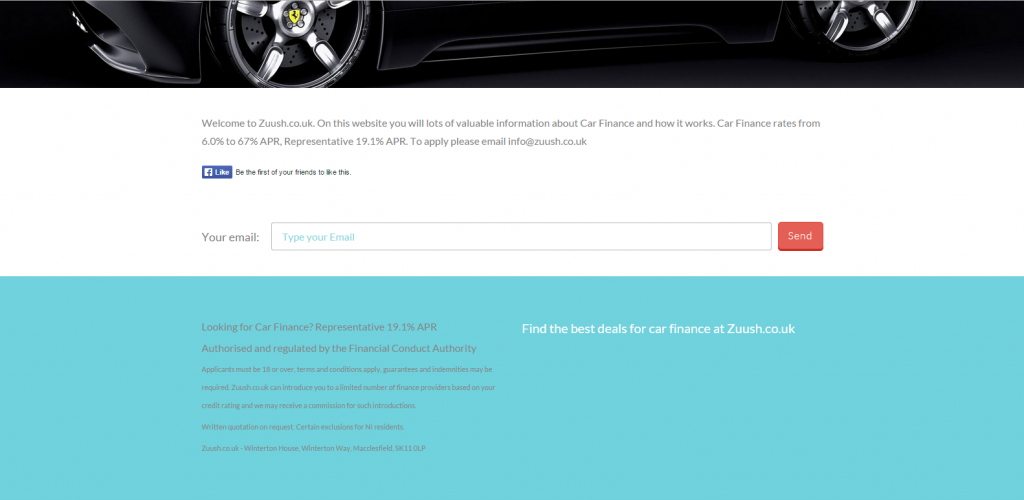 Welcome to Zuush.co.uk. On this website you will lots of valuable information about Car Finance and how it works. Car Finance rates from
6.0% to 67% APR, Representative 19.1% APR. To apply please email info@zuush.co.uk
Like Be the first of your friends to like this.
Your email: Type your Email Send
Looking for Car Finance? Representative 19.1% APR
Authorised and regulated by the Financial Conduct Authority
Find the best deals for car finance at Zuush.co.uk
Applicants must be 18 or over, terms and conditions apply, guarantees and indemnities may be
required. Zuush.co.uk can introduce you to a limited number of finance providers based on your
credit rating and we may receive a commission for such introductions.
Written quotation on request. Certain exclusions for NI residents.
Zuush.co.uk - Winterton House, Winterton Way, Macclesfield, SK11 0LP